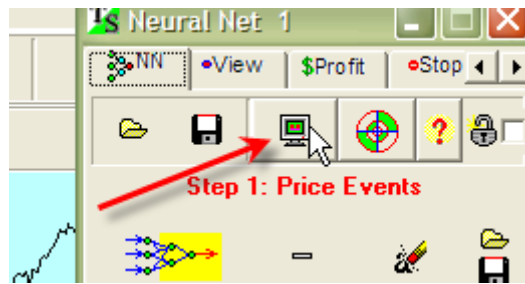 TS Neural Net 1
NN View $Profit Stop
?
Step 1: Price Events